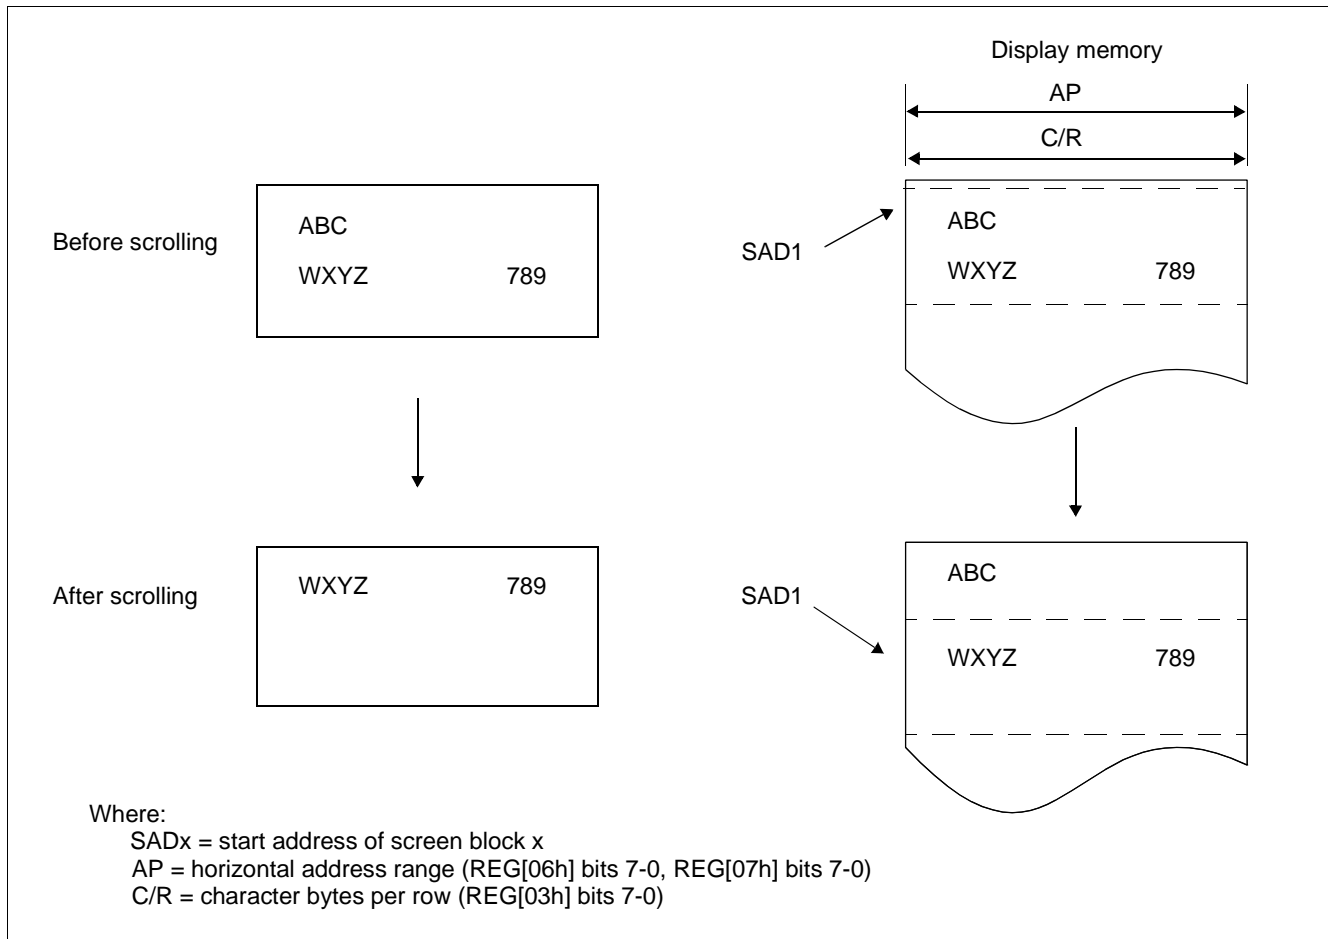 Display memory
AP
C/R
Before scrolling
ABC
WXYZ 789
SAD1
ABC
WXYZ 789
After scrolling
WXYZ 789
SAD1
ABC
WXYZ 789
Where:
SADx = start address of screen block x
AP = horizontal address range (REG[06h] bits 7-0, REG[07h] bits 7-0)
C/R = character bytes per row (REG[03h] bits 7-0)